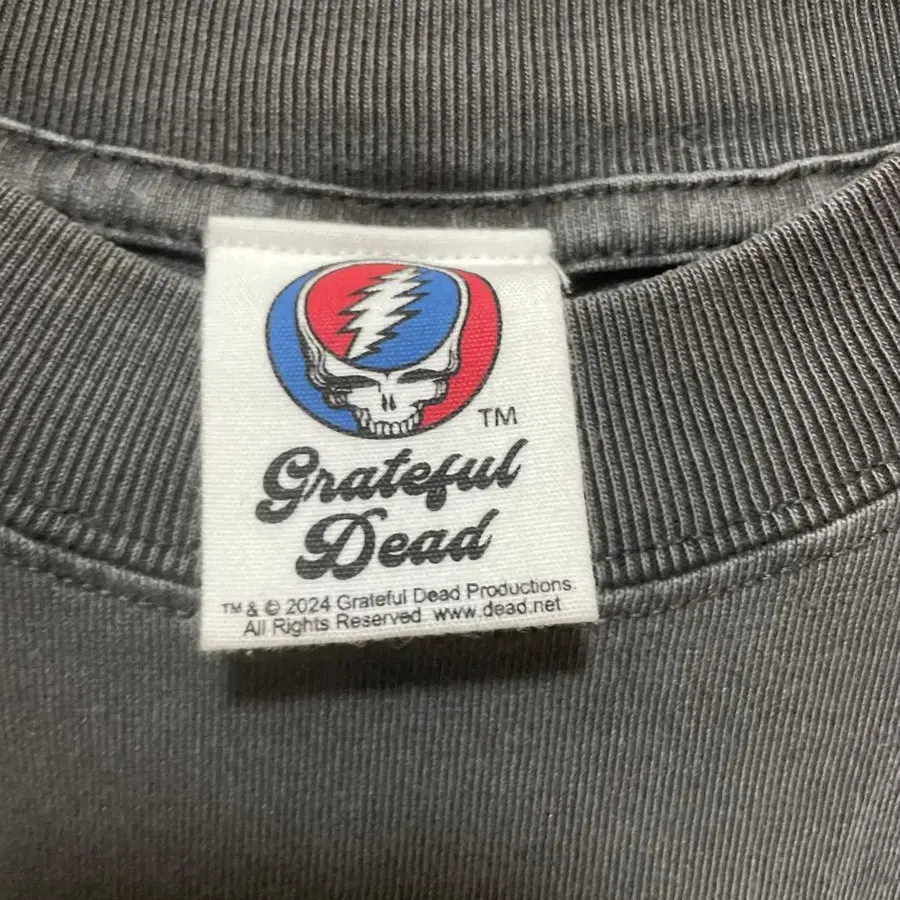 TM
Grateful
Dead
™ & © 2024 Grateful Dead Productions.
All Rights Reserved www.dead.net